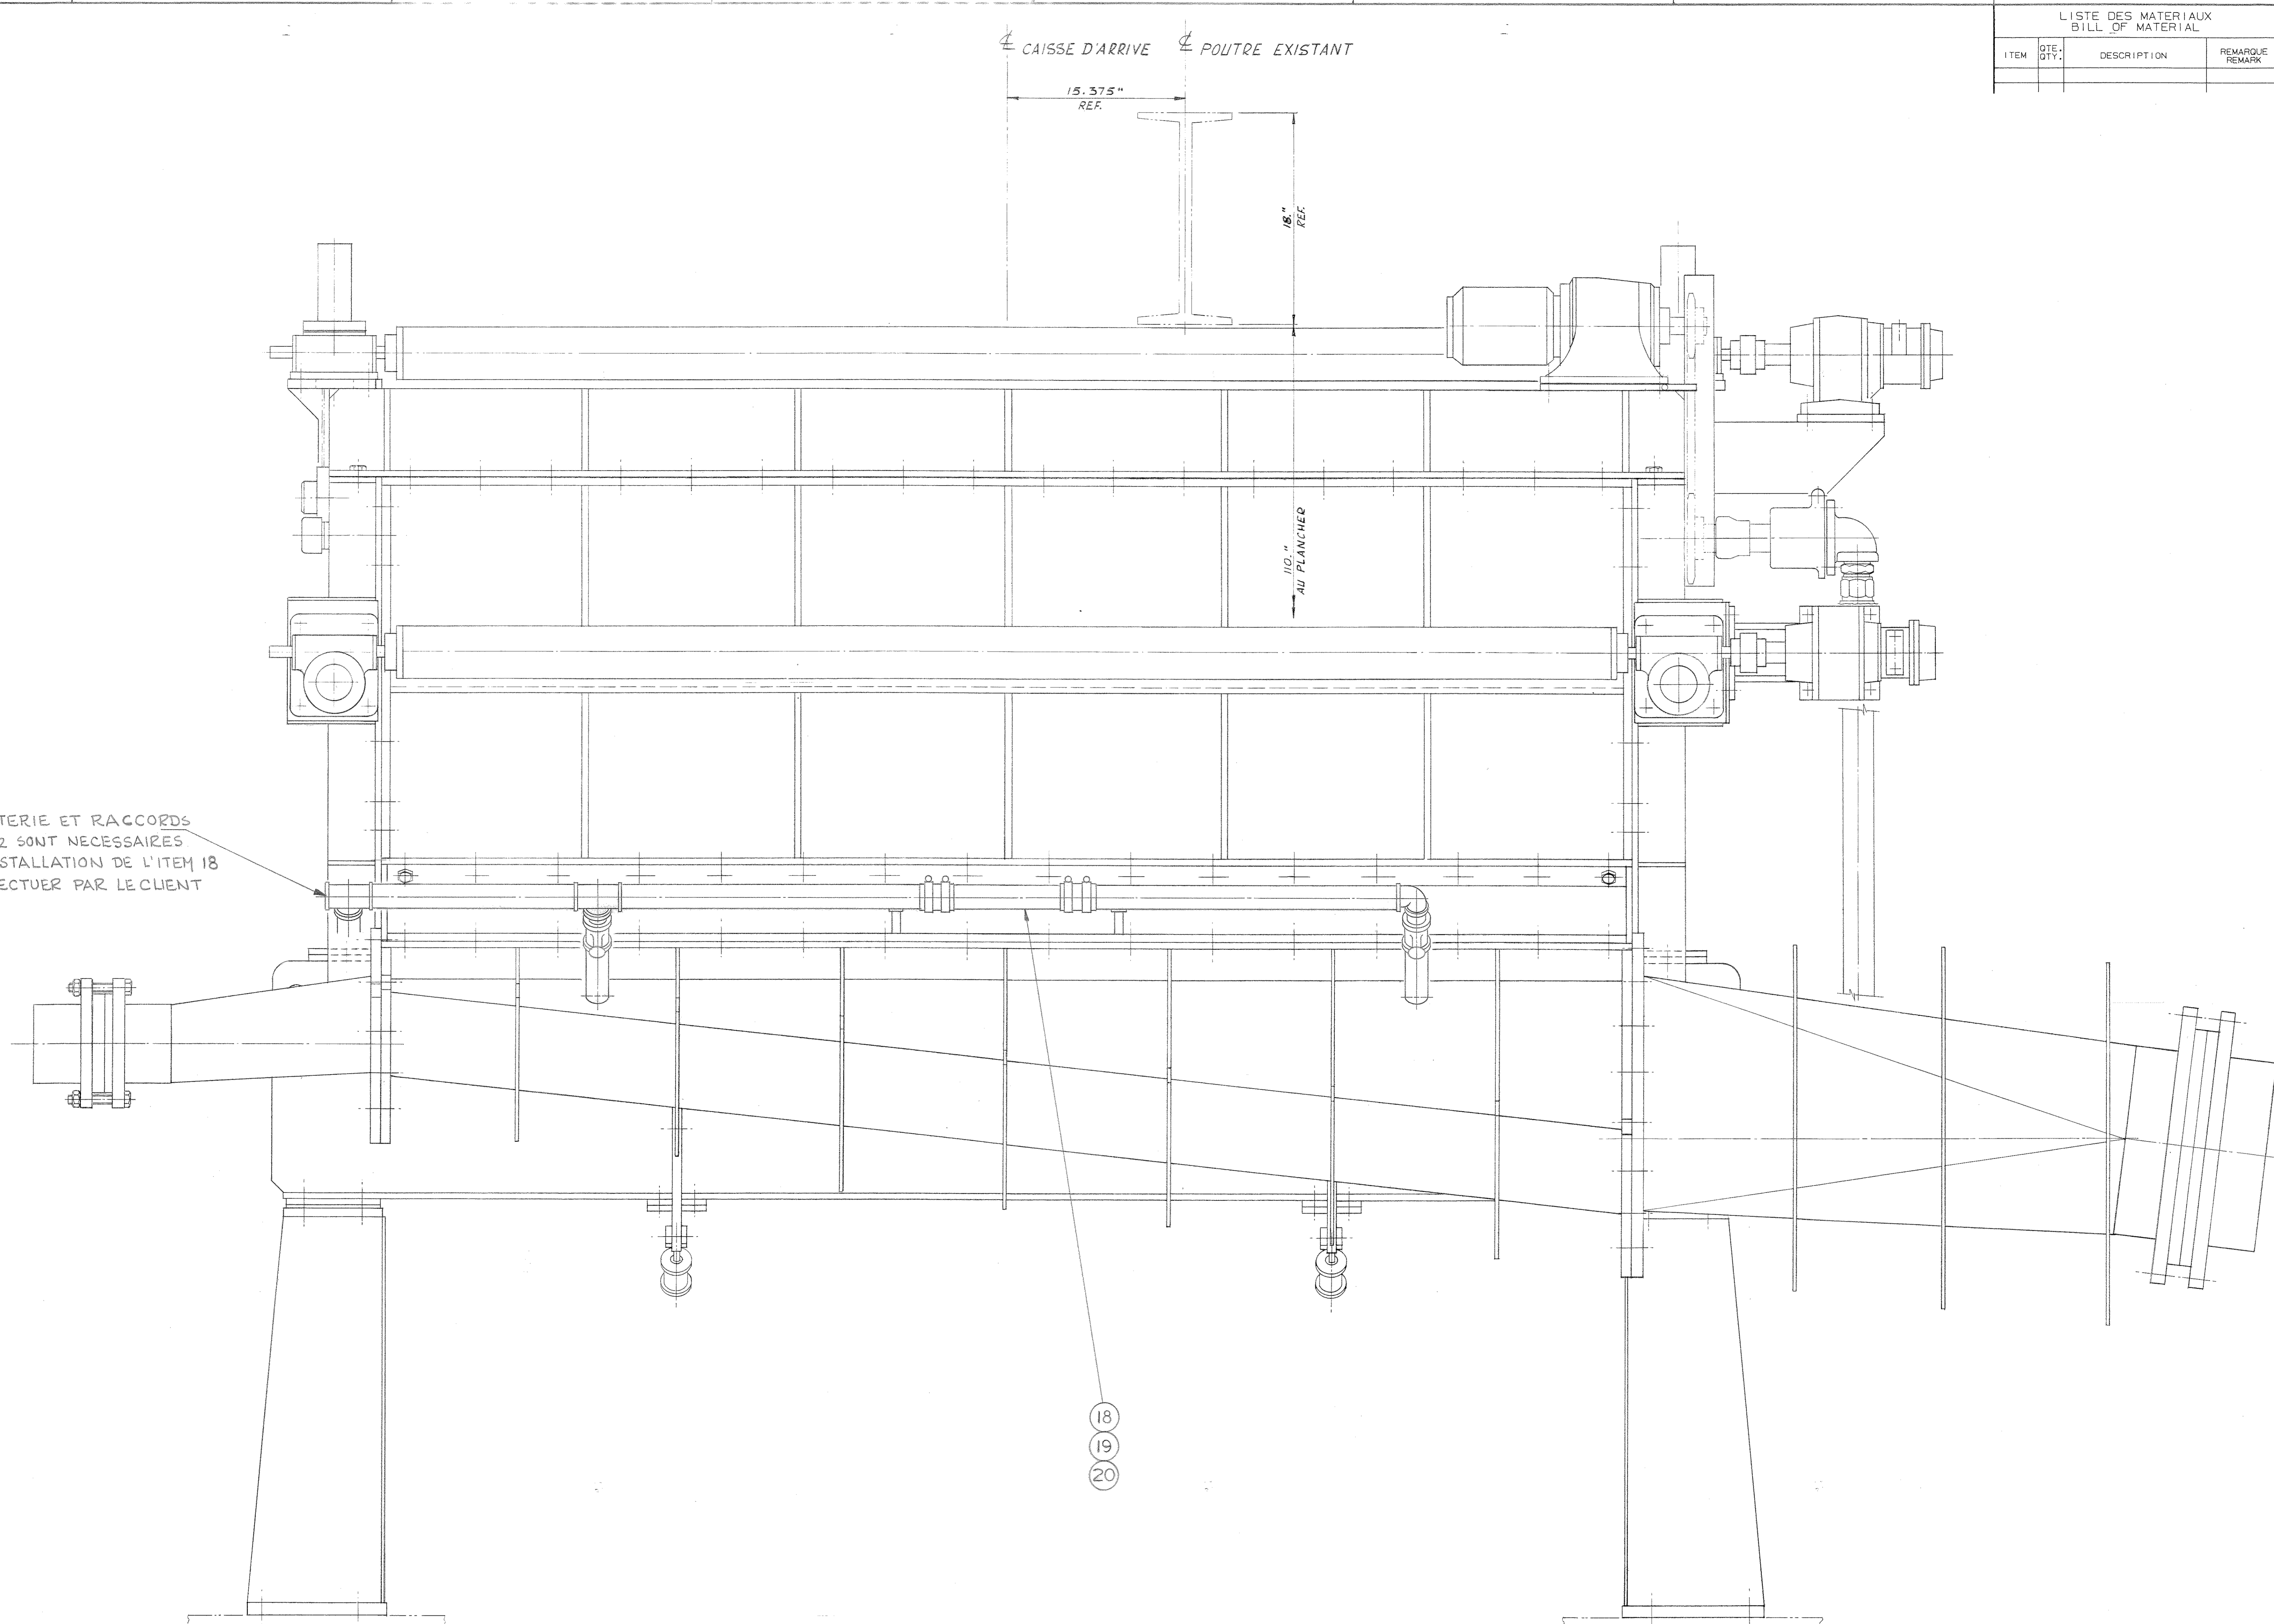 LISTE DES MATERIAUX
BILL OF MATERIAL
ITEM QTE. QTY. DESCRIPTION REMARQUE REMARK
℄ CAISSE D'ARRIVE ℄ POUTRE EXISTANT
15.375"
REF.
18."
REF.
110."
AU PLANCHER
TERIE ET RACCORDS
2 SONT NECESSAIRES
STALLATION DE L'ITEM 18
ECTUER PAR LE CLIENT
18
19
20